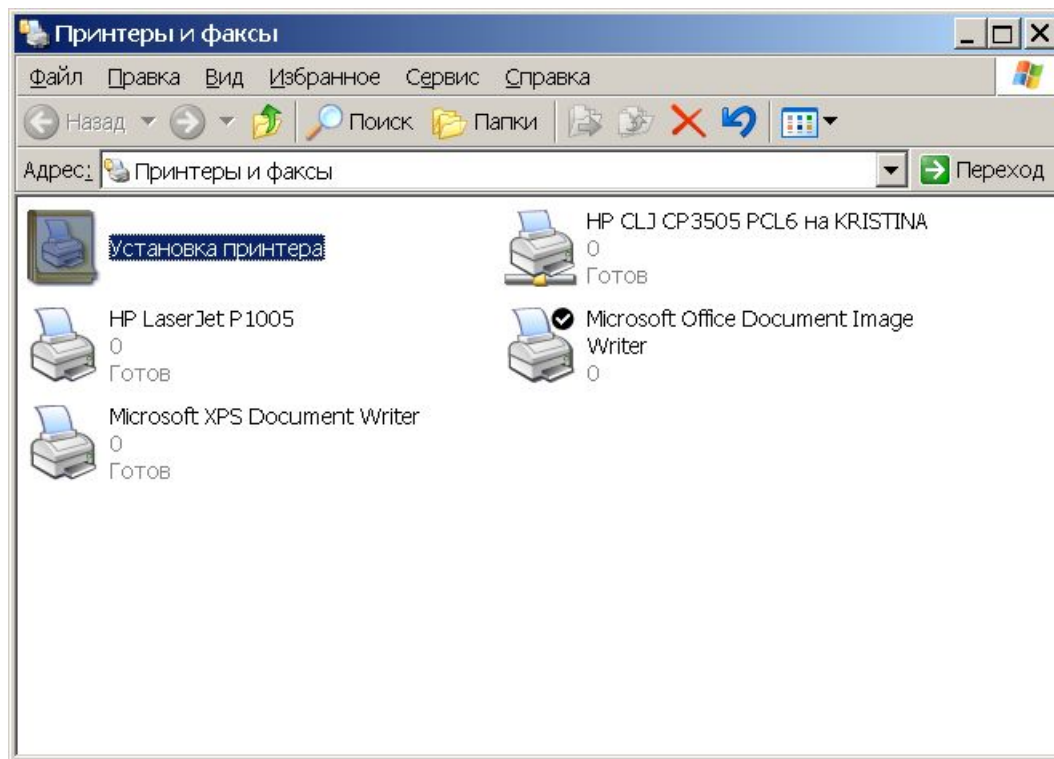 Принтеры и факсы
Файл Правка Вид Избранное Сервис Справка
Назад Поиск Папки
Адрес: Принтеры и факсы Переход
Установка принтера
HP CLJ CP3505 PCL6 на KRISTINA
0
Готов
HP LaserJet P1005
0
Готов
Microsoft Office Document Image
Writer
0
Microsoft XPS Document Writer
0
Готов